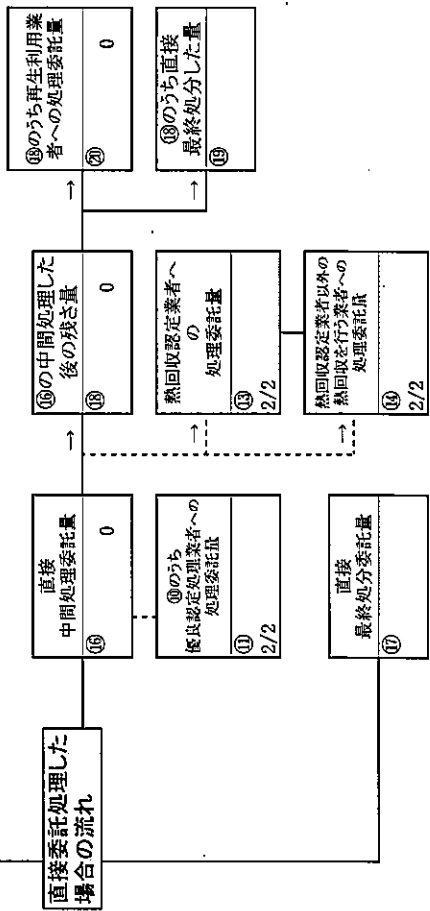 直接委託処理した
場合の流れ
直接
中間処理委託量
⑯ 0
⑩のうち
優良認定処理業者への
処理委託量
⑪
2/2
直接
最終処分委託量
⑰
→
⑯の中間処理した
後の残さ量
⑱ 0
→
熱回収認定業者へ
の
処理委託量
⑬
2/2
→
熱回収認定業者以外の
熱回収を行う業者への
処理委託量
⑭
2/2
→
⑱のうち再生利用業
者への処理委託量
⑳ 0
→
⑱のうち直接
最終処分した量
⑲